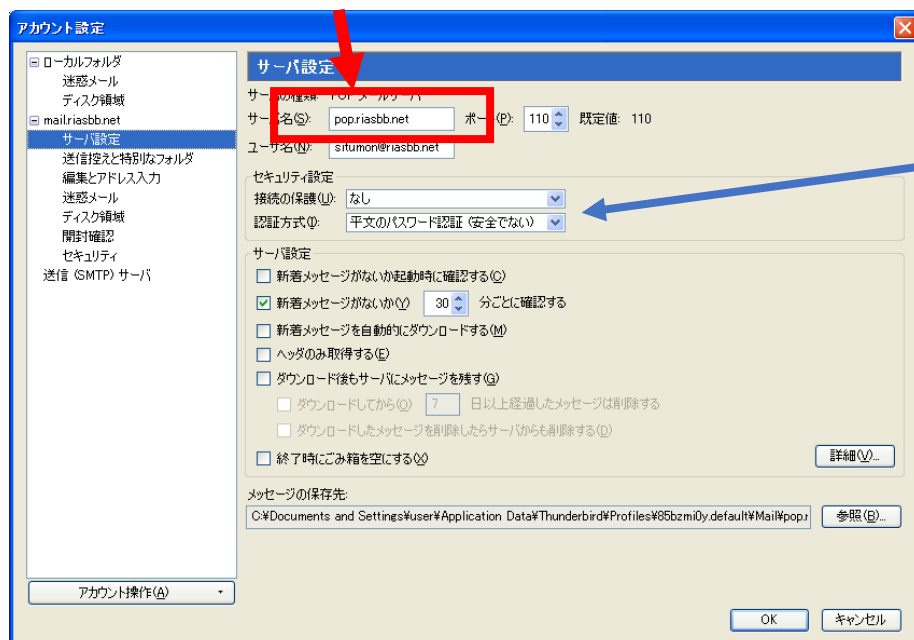 アカウント設定
ローカルフォルダ
迷惑メール
ディスク領域
mail.riasbb.net
サーバ設定
送信控えと特別なフォルダ
編集とアドレス入力
迷惑メール
ディスク領域
開封確認
セキュリティ
送信 (SMTP) サーバ
アカウント操作(A)
サーバ設定
サーバの種類: POP メールサーバ
サーバ名(S): pop.riasbb.net ポート(P): 110 既定値: 110
ユーザ名(N): situmon@riasbb.net
セキュリティ設定
接続の保護(U): なし
認証方式(I): 平文のパスワード認証 (安全でない)
サーバ設定
新着メッセージがないか起動時に確認する(C)
新着メッセージがないか(Y) 30 分ごとに確認する
新着メッセージを自動的にダウンロードする(M)
ヘッダのみ取得する(E)
ダウンロード後もサーバにメッセージを残す(G)
ダウンロードしてから(O) 7 日以上経過したメッセージは削除する
ダウンロードしたメッセージを削除したらサーバからも削除する(D)
終了時にごみ箱を空にする(X)
詳細(V)...
メッセージの保存先:
C:¥Documents and Settings¥user¥Application Data¥Thunderbird¥Profiles¥85bzmi0y.default¥Mail¥pop.r
参照(B)...
OK キャンセル